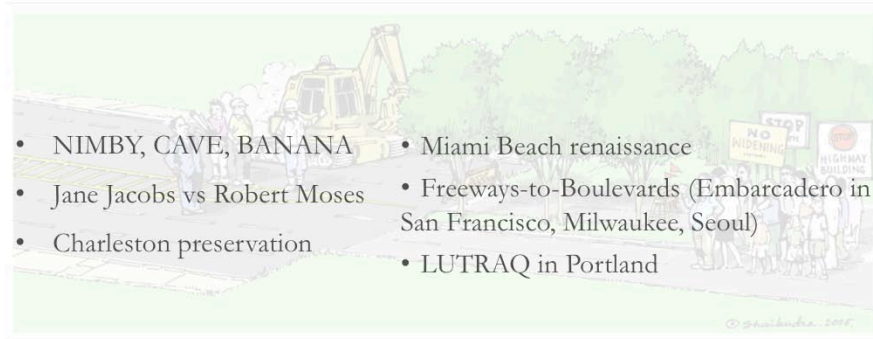 • NIMBY, CAVE, BANANA
• Jane Jacobs vs Robert Moses
• Charleston preservation
• Miami Beach renaissance
• Freeways-to-Boulevards (Embarcadero in
San Francisco, Milwaukee, Seoul)
• LUTRAQ in Portland
STOP
NO
WIDENING
STOP
HIGHWAY
BUILDING